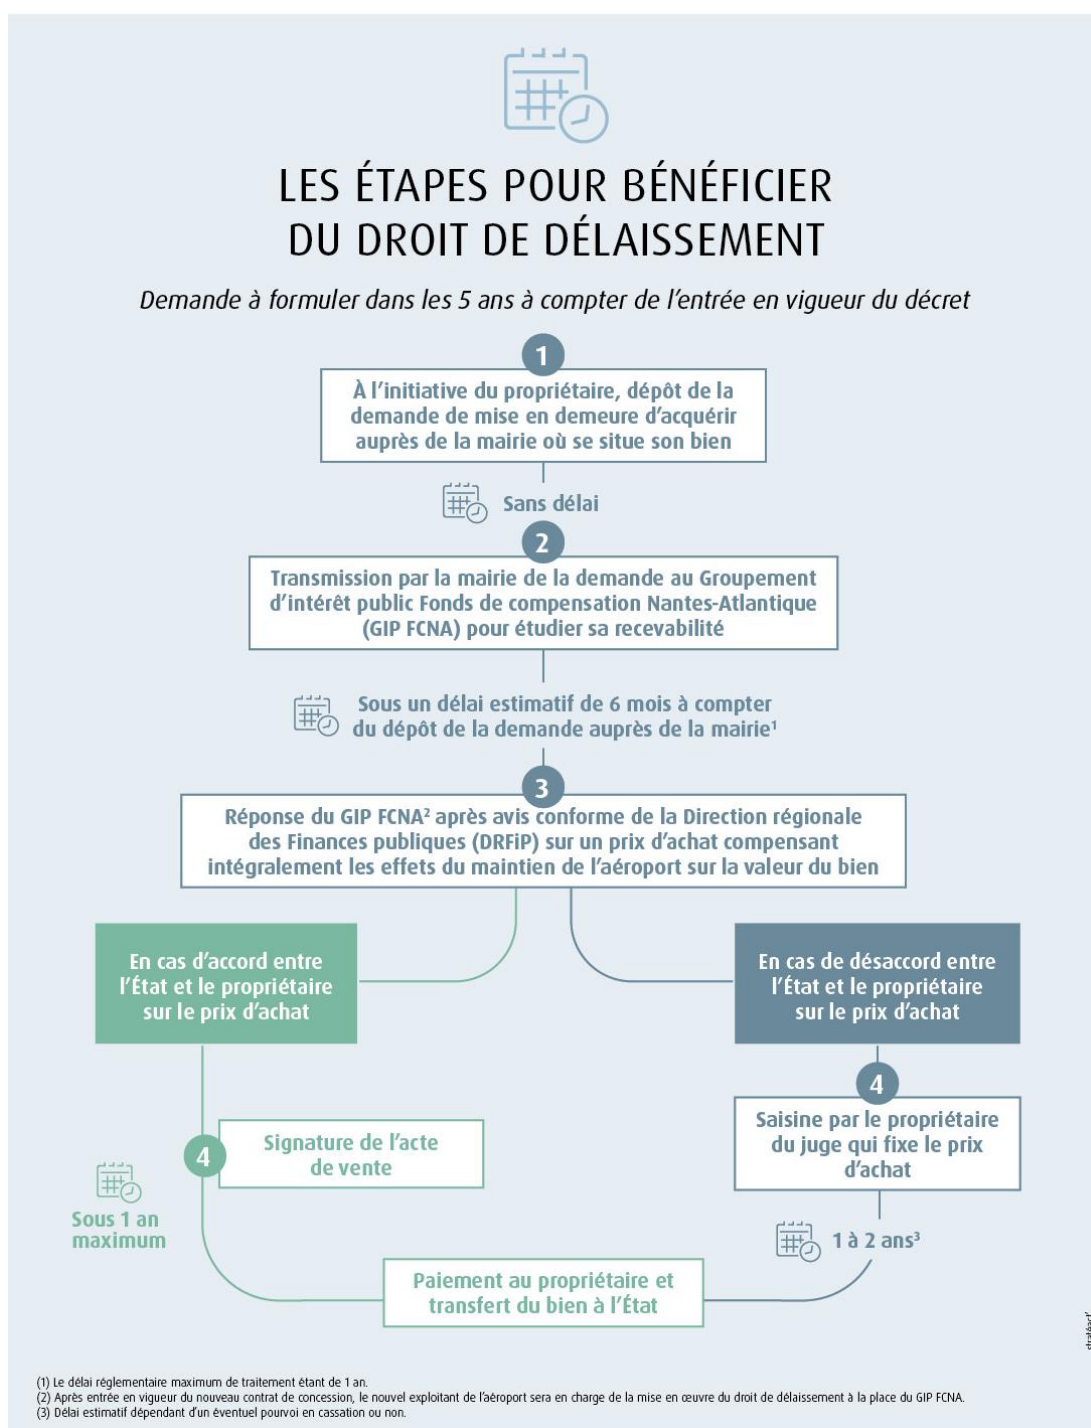 LES ÉTAPES POUR BÉNÉFICIER
DU DROIT DE DÉLAISSEMENT
Demande à formuler dans les 5 ans à compter de l'entrée en vigueur du décret
1
À l'initiative du propriétaire, dépôt de la
demande de mise en demeure d'acquérir
auprès de la mairie où se situe son bien
Sans délai
2
Transmission par la mairie de la demande au Groupement
d'intérêt public Fonds de compensation Nantes-Atlantique
(GIP FCNA) pour étudier sa recevabilité
Sous un délai estimatif de 6 mois à compter
du dépôt de la demande auprès de la mairie¹
3
Réponse du GIP FCNA² après avis conforme de la Direction régionale
des Finances publiques (DRFiP) sur un prix d'achat compensant
intégralement les effets du maintien de l'aéroport sur la valeur du bien
En cas d'accord entre
l'État et le propriétaire
sur le prix d'achat
En cas de désaccord entre
l'État et le propriétaire
sur le prix d'achat
4
Saisine par le propriétaire
du juge qui fixe le prix
d'achat
4
Signature de l'acte
de vente
Sous 1 an
maximum
1 à 2 ans³
Paiement au propriétaire et
transfert du bien à l'État
stratéact'
(1) Le délai réglementaire maximum de traitement étant de 1 an.
(2) Après entrée en vigueur du nouveau contrat de concession, le nouvel exploitant de l'aéroport sera en charge de la mise en œuvre du droit de délaissement à la place du GIP FCNA.
(3) Délai estimatif dépendant d'un éventuel pourvoi en cassation ou non.